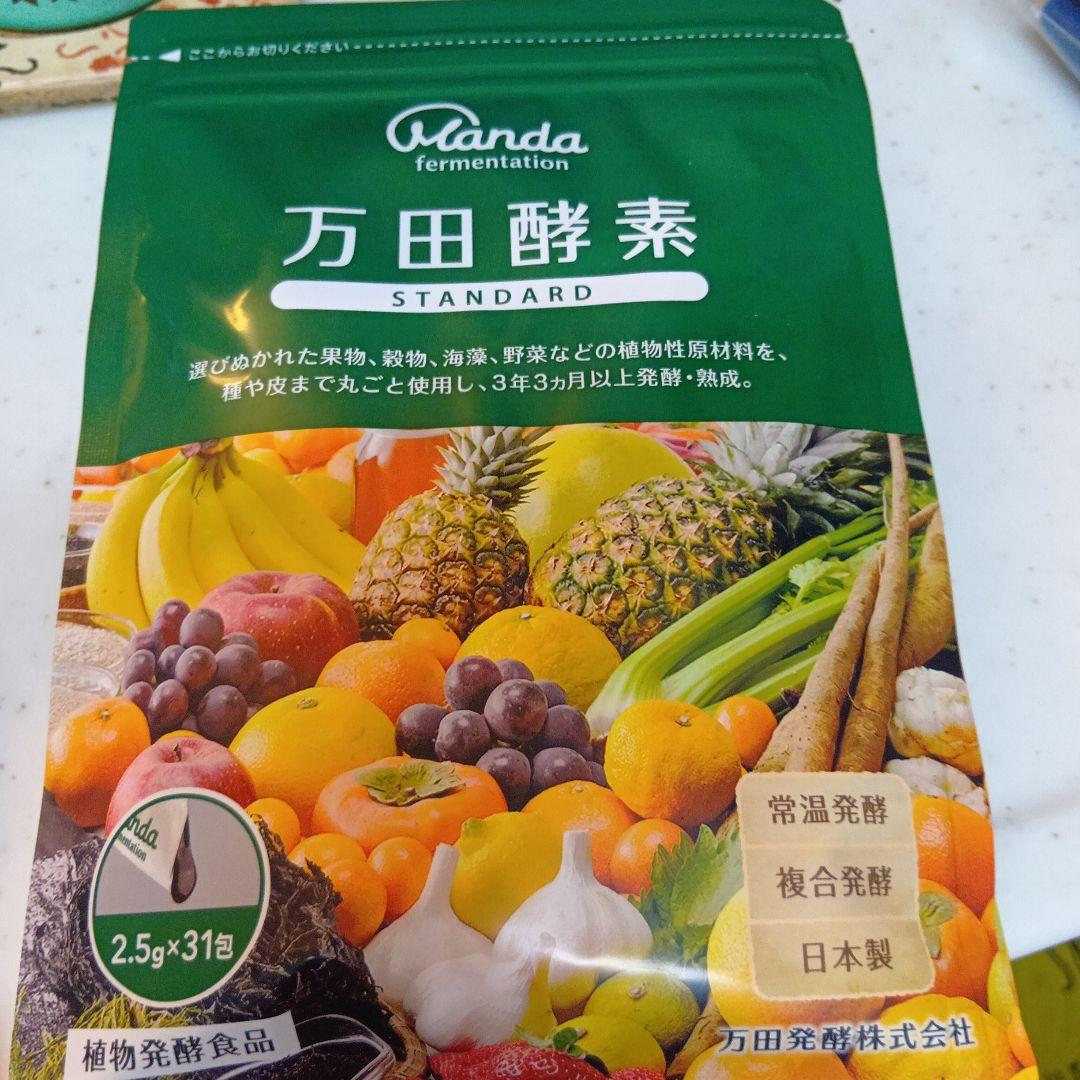 ここからお切りください
Manda
fermentation
万田酵素
STANDARD
選びぬかれた果物、穀物、海藻、野菜などの植物性原材料を、
種や皮まで丸ごと使用し、3年3ヵ月以上発酵・熟成。
常温発酵
複合発酵
日本製
2.5g×31包
植物発酵食品
万田発酵株式会社